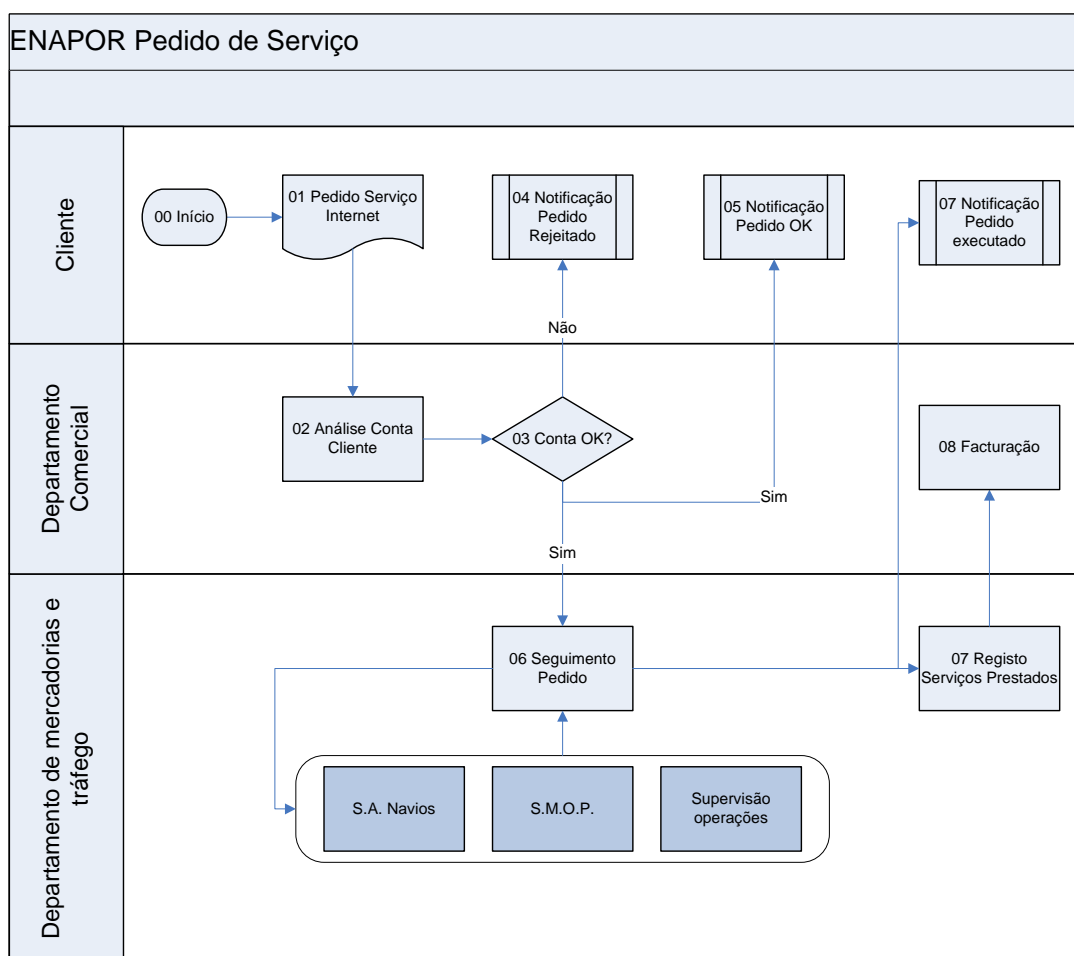 ENAPOR Pedido de Serviço
Cliente
00 Início
01 Pedido Serviço
Internet
04 Notificação
Pedido
Rejeitado
05 Notificação
Pedido OK
07 Notificação
Pedido
executado
Não
Departamento
Comercial
02 Análise Conta
Cliente
03 Conta OK?
08 Facturação
Sim
Sim
Departamento de mercadorias e
tráfego
06 Seguimento
Pedido
07 Registo
Serviços Prestados
S.A. Navios
S.M.O.P.
Supervisão
operações